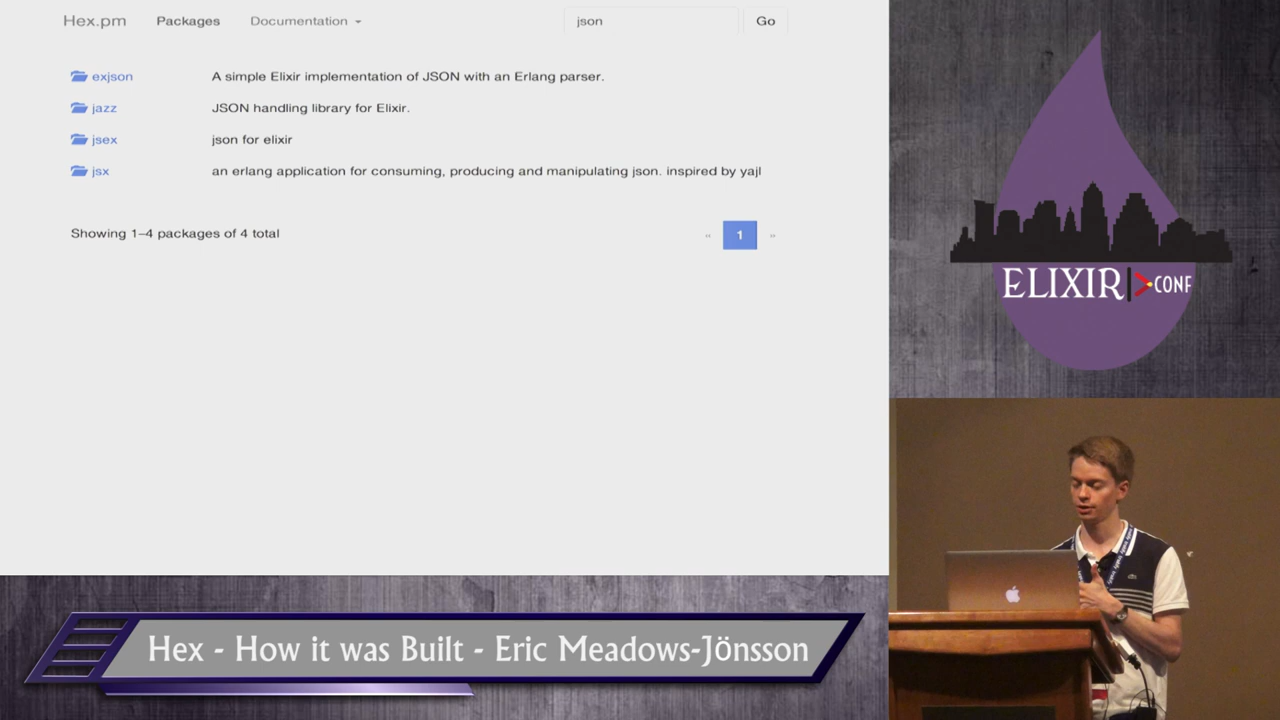 Hex.pm Packages Documentation json Go
exjson A simple Elixir implementation of JSON with an Erlang parser.
jazz JSON handling library for Elixir.
jsex json for elixir
jsx an erlang application for consuming, producing and manipulating json. inspired by yajl
Showing 1–4 packages of 4 total « 1 »
ELIXIR|>CONF
Hex - How it was Built - Eric Meadows-Jönsson